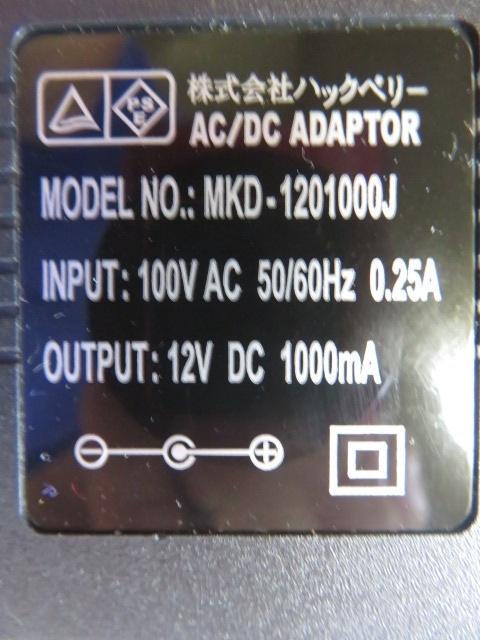 PSE
株式会社ハックベリー
AC/DC ADAPTOR
MODEL NO.: MKD-1201000J
INPUT: 100V AC 50/60Hz 0.25A
OUTPUT: 12V DC 1000mA